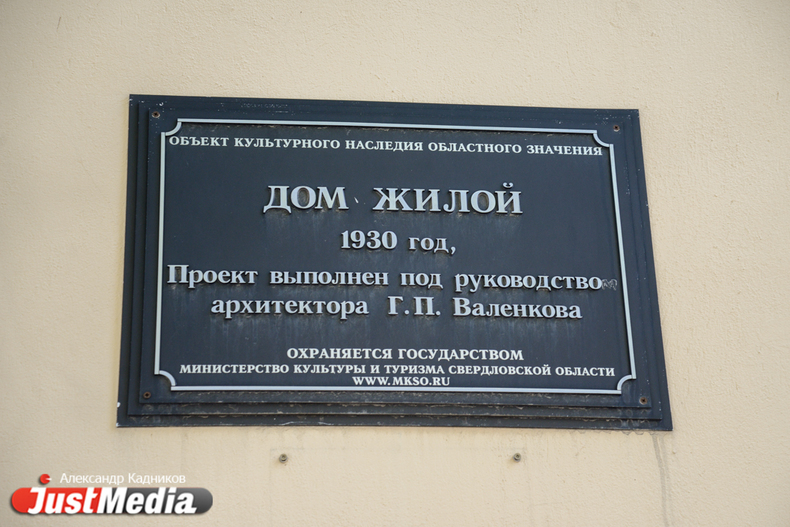 ОБЪЕКТ КУЛЬТУРНОГО НАСЛЕДИЯ ОБЛАСТНОГО ЗНАЧЕНИЯ
ДОМ ЖИЛОЙ
1930 год,
Проект выполнен под руководством
архитектора Г.П. Валенкова
ОХРАНЯЕТСЯ ГОСУДАРСТВОМ
МИНИСТЕРСТВО КУЛЬТУРЫ И ТУРИЗМА СВЕРДЛОВСКОЙ ОБЛАСТИ
WWW.MKSO.RU
Александр Кадников
JustMedia.